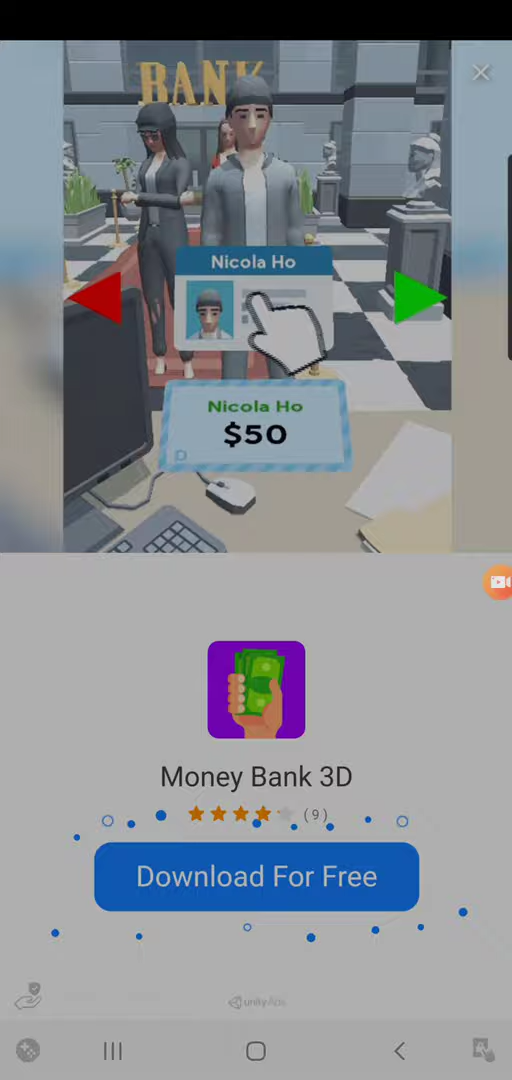 BANK
Nicola Ho
Nicola Ho
$50
Money Bank 3D
(9)
Download For Free
unity Ads